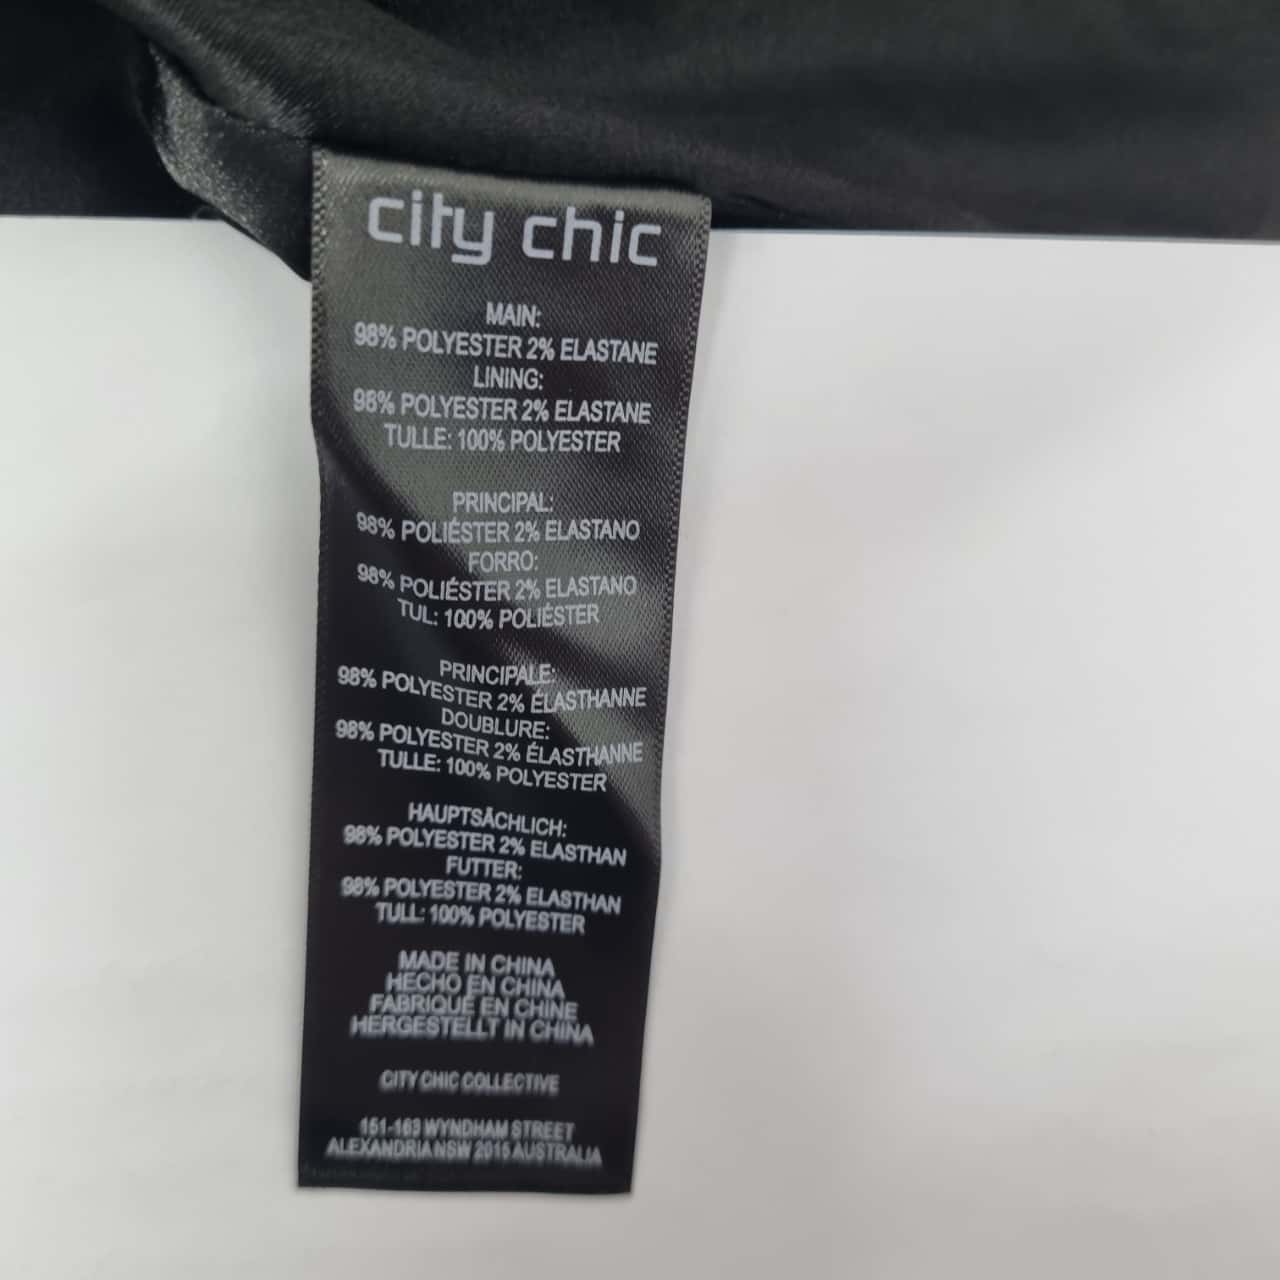 city chic
MAIN:
98% POLYESTER 2% ELASTANE
LINING:
98% POLYESTER 2% ELASTANE
TULLE: 100% POLYESTER
PRINCIPAL:
98% POLIÉSTER 2% ELASTANO
FORRO:
98% POLIÉSTER 2% ELASTANO
TUL: 100% POLIÉSTER
PRINCIPALE:
98% POLYESTER 2% ÉLASTHANNE
DOUBLURE:
98% POLYESTER 2% ÉLASTHANNE
TULLE: 100% POLYESTER
HAUPTSÄCHLICH:
98% POLYESTER 2% ELASTHAN
FUTTER:
98% POLYESTER 2% ELASTHAN
TULL: 100% POLYESTER
MADE IN CHINA
HECHO EN CHINA
FABRIQUÉ EN CHINE
HERGESTELLT IN CHINA
CITY CHIC COLLECTIVE
151-163 WYNDHAM STREET
ALEXANDRIA NSW 2015 AUSTRALIA